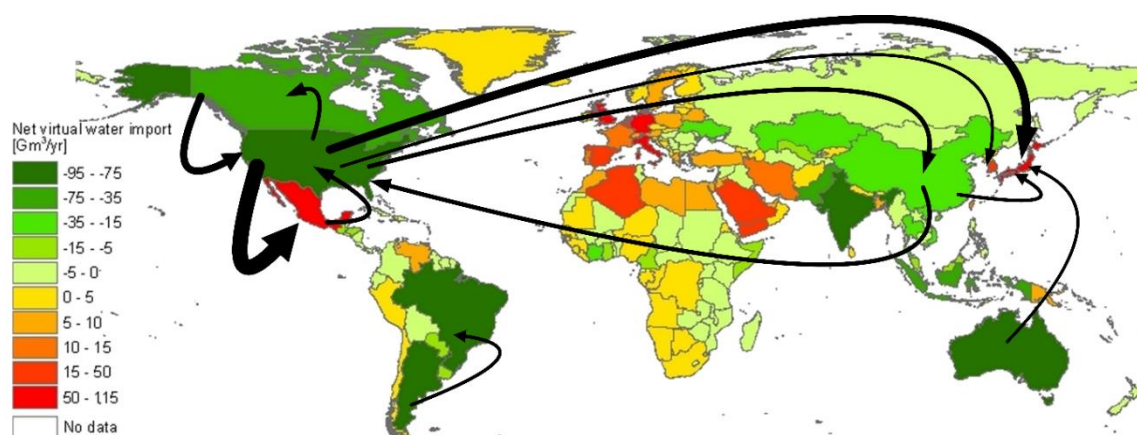 Net virtual water import
[Gm³/yr]
-95 - -75
-75 - -35
-35 - -15
-15 - -5
-5 - 0
0 - 5
5 - 10
10 - 15
15 - 50
50 - 115
No data